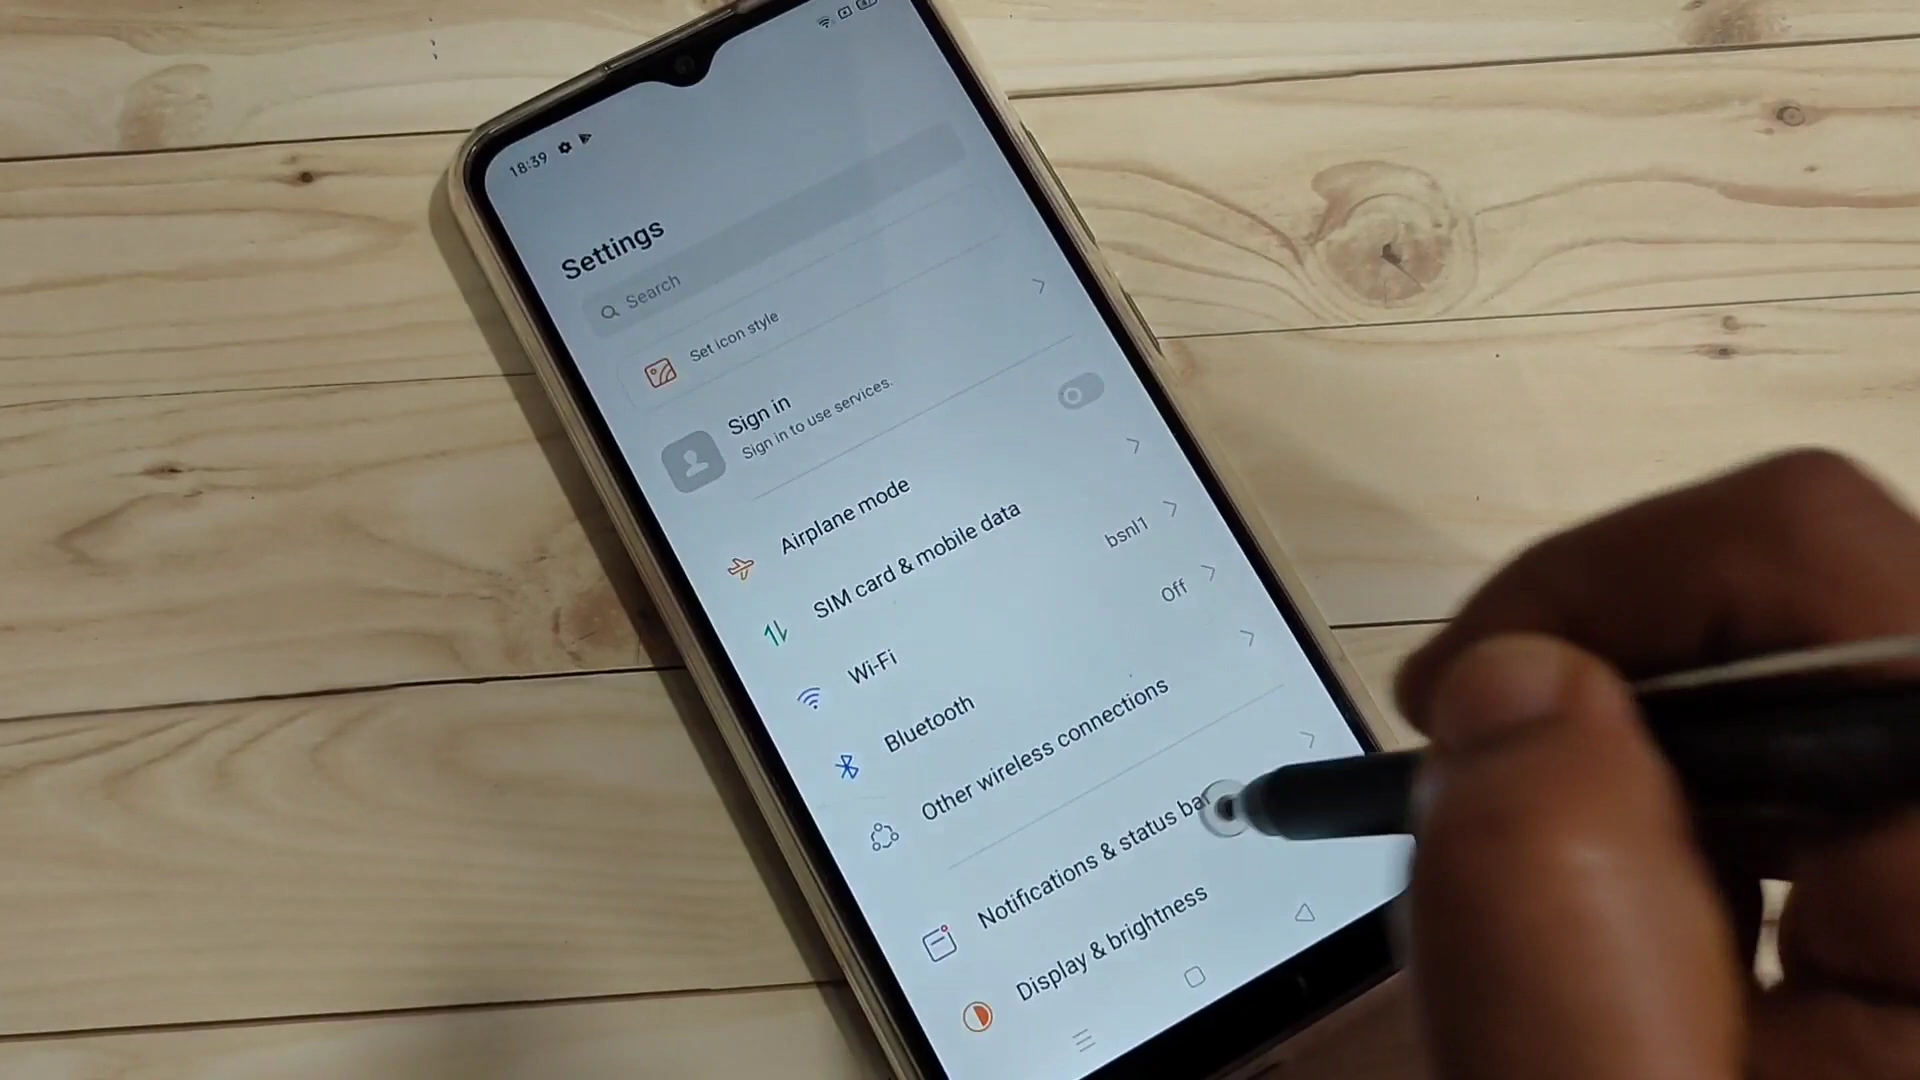 18:39
Settings
Search
Set icon style
Sign in
Sign in to use services.
Airplane mode
SIM card & mobile data
Wi-Fi
bsnl1
Bluetooth
Off
Other wireless connections
Notifications & status bar
Display & brightness